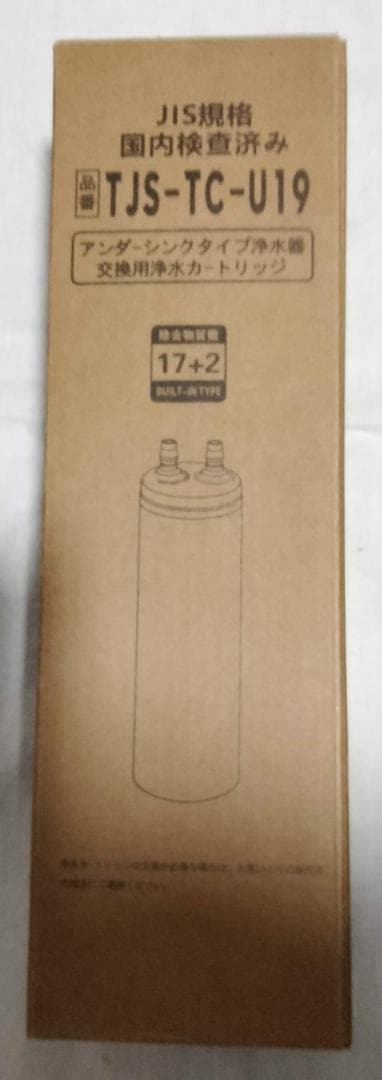 JIS規格
国内検査済み
品番 TJS-TC-U19
アンダーシンクタイプ浄水器
交換用浄水カートリッジ
除去物質数
17+2
BUILT-IN TYPE